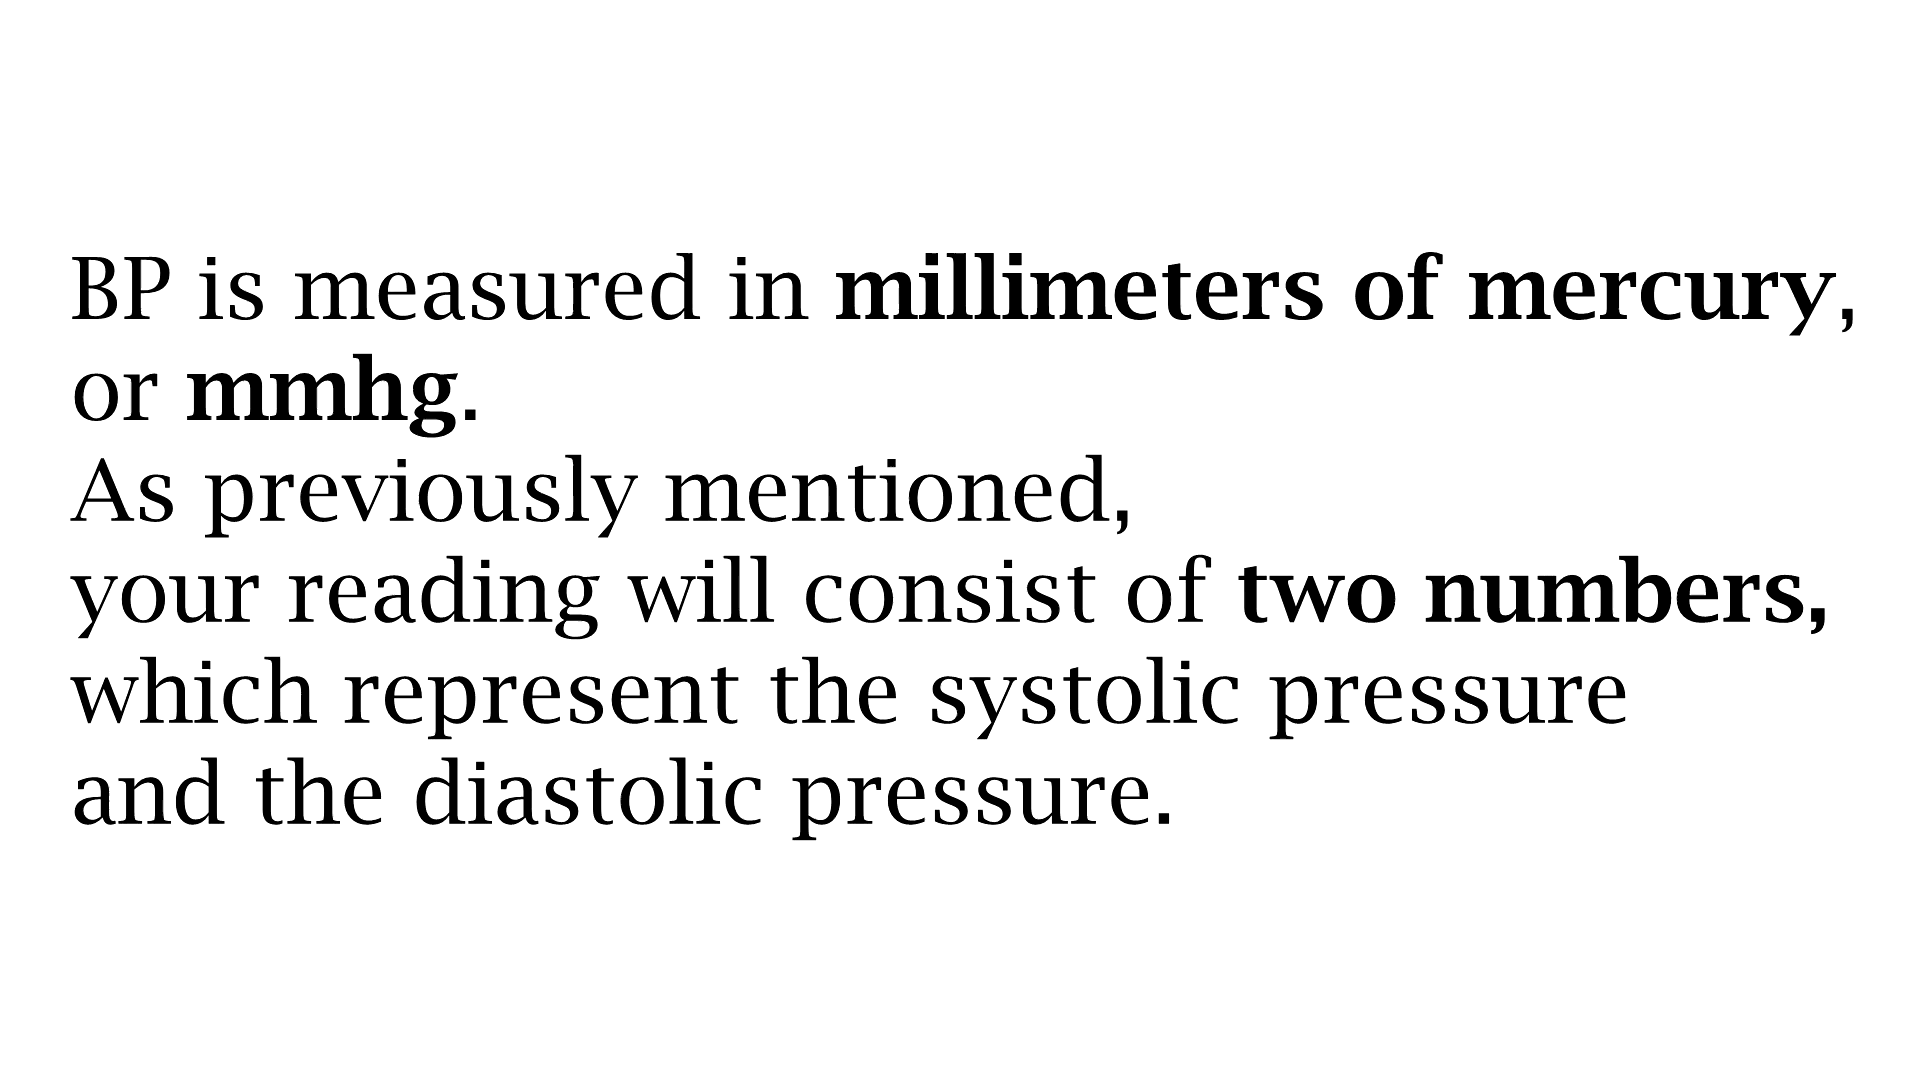 BP is measured in millimeters of mercury,
or mmhg.
As previously mentioned,
your reading will consist of two numbers,
which represent the systolic pressure
and the diastolic pressure.